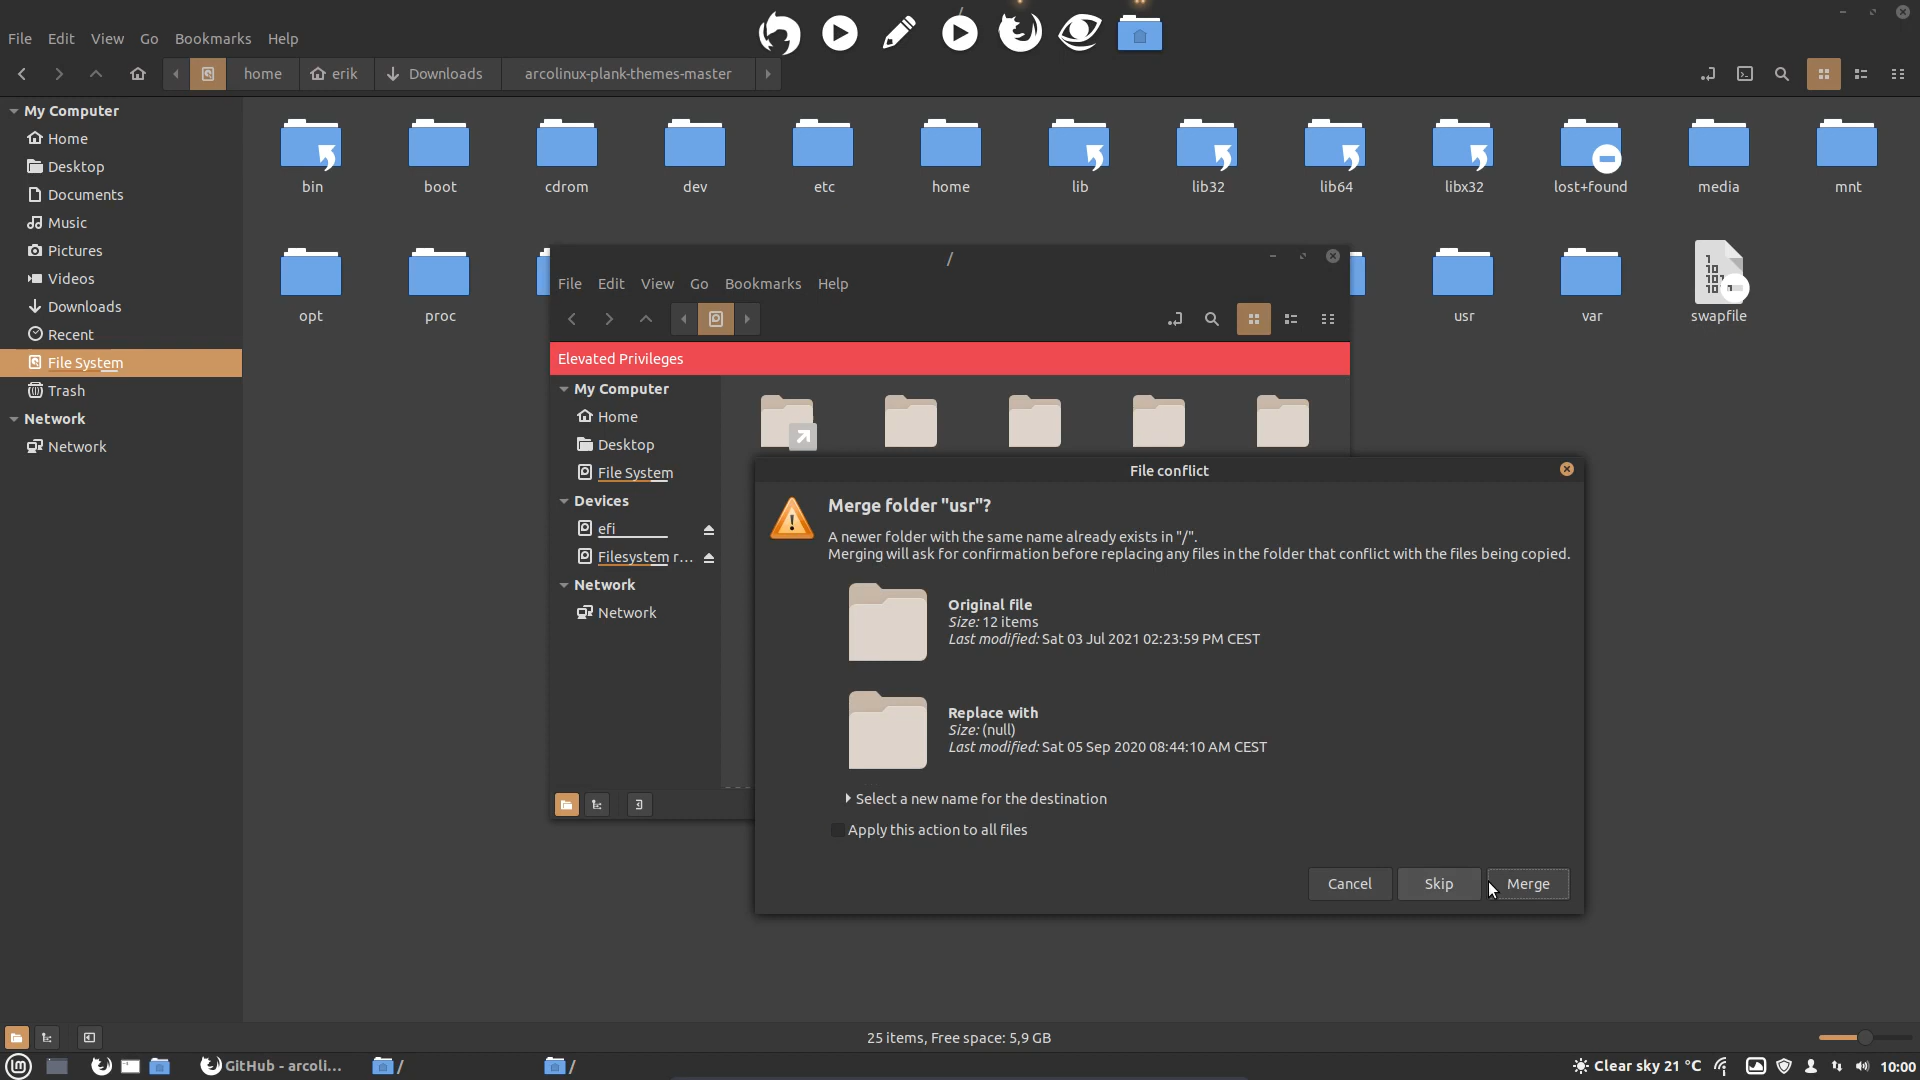 /
File Edit View Go Bookmarks Help
home erik Downloads arcolinux-plank-themes-master
My Computer
Home
Desktop
Documents
Music
Pictures
Videos
Downloads
Recent
File System
Trash
Network
Network
bin boot cdrom dev etc home lib lib32 lib64 libx32 lost+found media mnt
opt proc usr var swapfile
/
File Edit View Go Bookmarks Help
Elevated Privileges
My Computer
Home
Desktop
File System
Devices
efi
Filesystem r...
Network
Network
File conflict
Merge folder "usr"?
A newer folder with the same name already exists in "/".
Merging will ask for confirmation before replacing any files in the folder that conflict with the files being copied.
Original file
Size: 12 items
Last modified: Sat 03 Jul 2021 02:23:59 PM CEST
Replace with
Size: (null)
Last modified: Sat 05 Sep 2020 08:44:10 AM CEST
Select a new name for the destination
Apply this action to all files
Cancel Skip Merge
25 items, Free space: 5,9 GB
GitHub - arcoli... / / Clear sky 21 °C 10:00